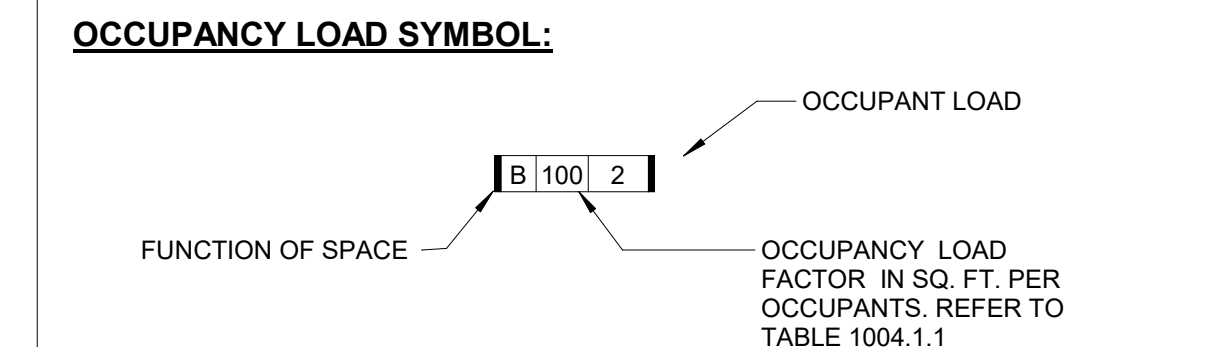 OCCUPANCY LOAD SYMBOL:
OCCUPANT LOAD
B 100 2
FUNCTION OF SPACE
OCCUPANCY LOAD
FACTOR IN SQ. FT. PER
OCCUPANTS. REFER TO
TABLE 1004.1.1